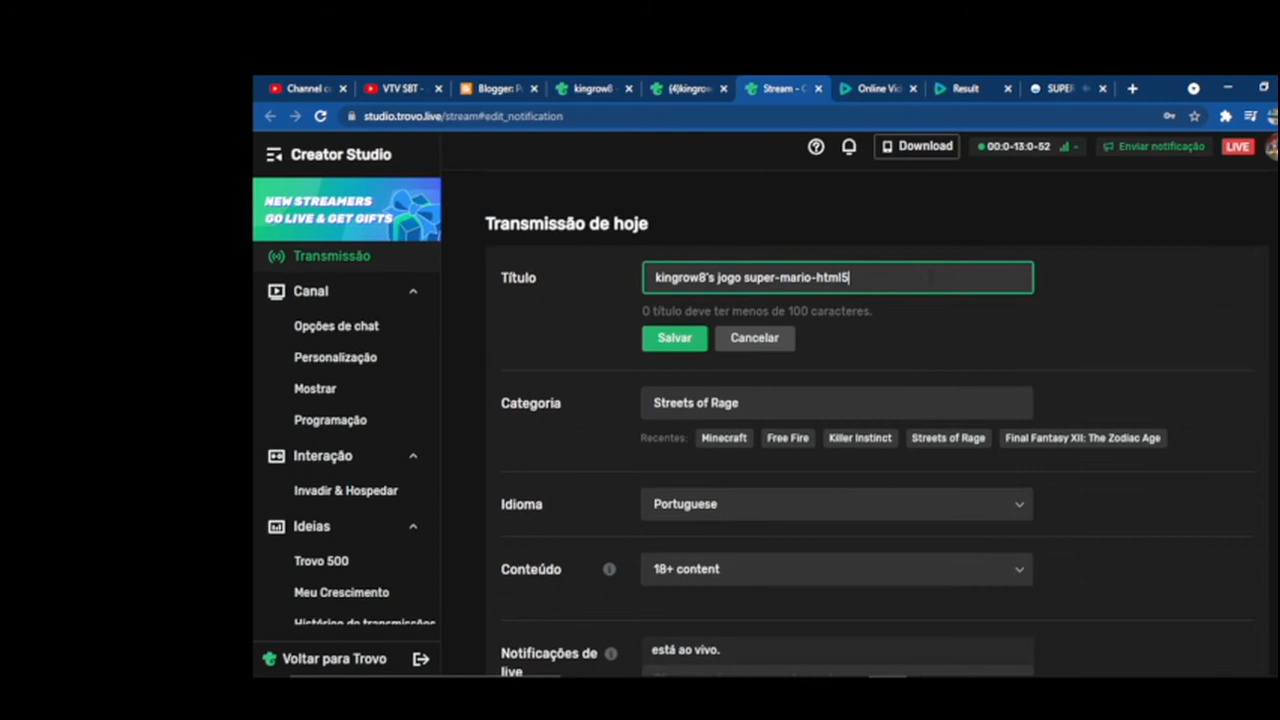 Channel c
VTV SBT -
Blogger: P
kingrow8 -
(4)kingro
Stream - C
Online Vi
Result
SUPER
studio.trovo.live/stream#edit_notification
Creator Studio
Download
00:0-13:0-52
Enviar notificação
LIVE
NEW STREAMERS
GO LIVE & GET GIFTS
Transmissão
Canal
Opções de chat
Personalização
Mostrar
Programação
Interação
Invadir & Hospedar
Ideias
Trovo 500
Meu Crescimento
Histórico de transmissões
Voltar para Trovo
Transmissão de hoje
Título
kingrow8's jogo super-mario-html5
O título deve ter menos de 100 caracteres.
Salvar
Cancelar
Categoria
Streets of Rage
Recentes: Minecraft Free Fire Killer Instinct Streets of Rage Final Fantasy XII: The Zodiac Age
Idioma
Portuguese
Conteúdo
18+ content
Notificações de
live
está ao vivo.